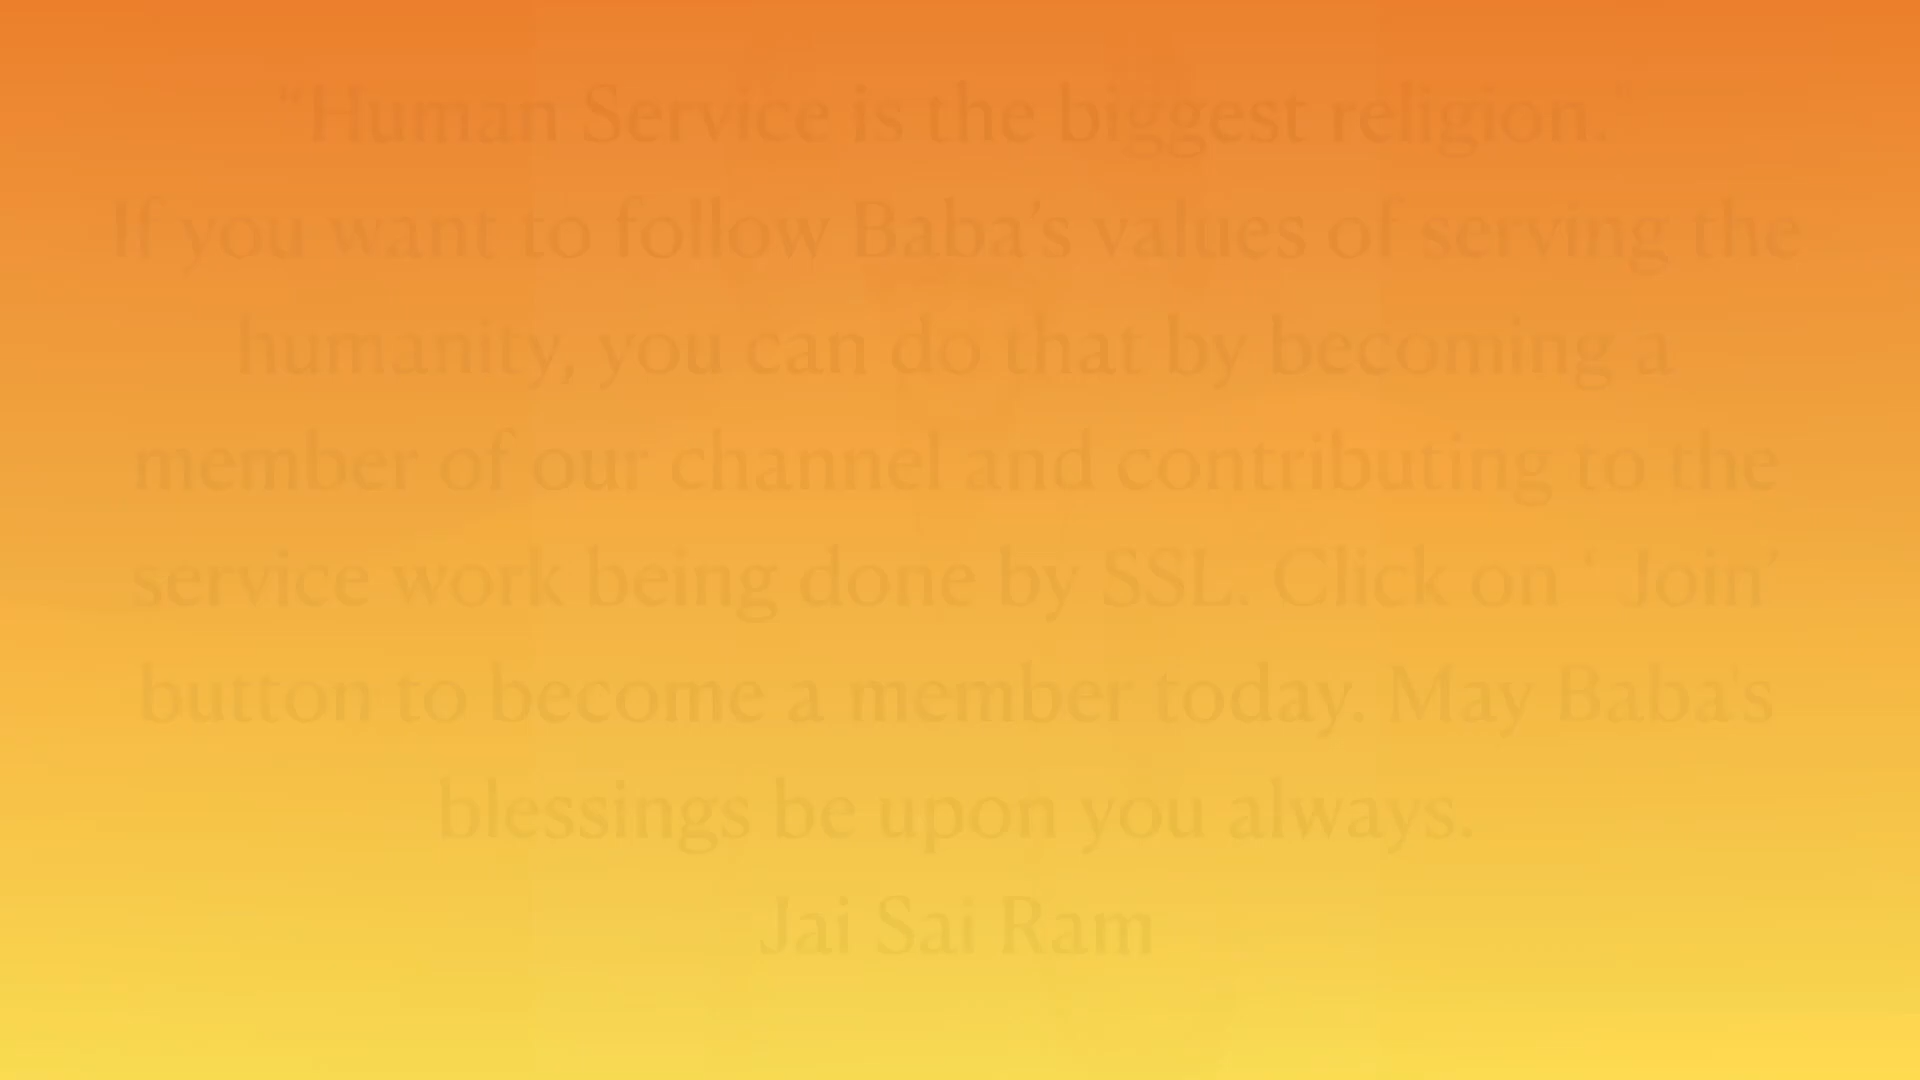 “Human Service is the biggest religion.”
If you want to follow Baba’s values of serving the
humanity, you can do that by becoming a
member of our channel and contributing to the
service work being done by SSL. Click on ‘ Join’
button to become a member today. May Baba’s
blessings be upon you always.
Jai Sai Ram